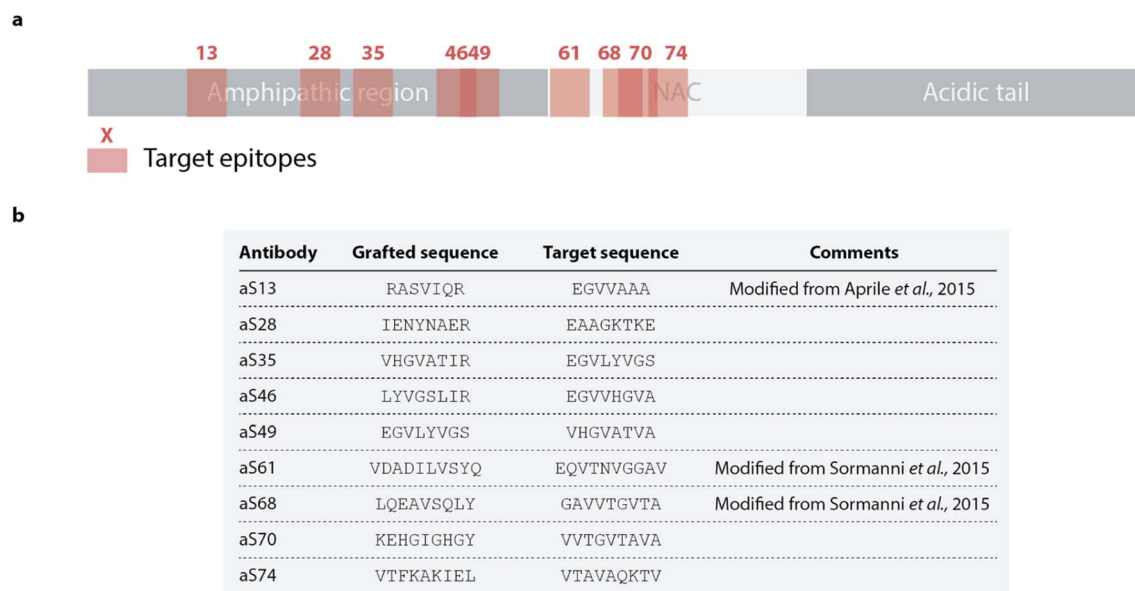 a
13 28 35 4649 61 68 70 74
Amphipathic region NAC Acidic tail
X
Target epitopes
b
Antibody Grafted sequence Target sequence Comments
aS13 RASVIQR EGVVAAA Modified from Aprile et al., 2015
aS28 IENYNAER EAAGKTKE
aS35 VHGVATIR EGVLYVGS
aS46 LYVGSLIR EGVVHGVA
aS49 EGVLYVGS VHGVATVA
aS61 VDADILVSYQ EQVTNVGGAV Modified from Sormanni et al., 2015
aS68 LQEAVSQLY GAVVTGVTA Modified from Sormanni et al., 2015
aS70 KEHGIGHGY VVTGVTAVA
aS74 VTFKAKIEL VTAVAQKTV